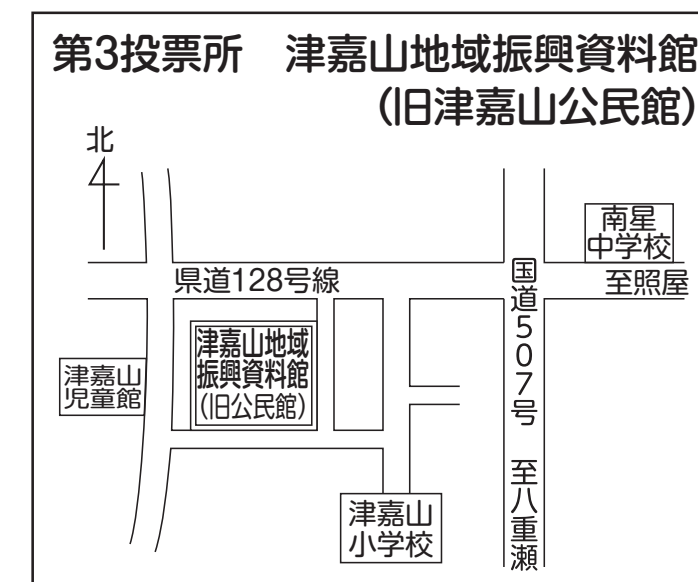 第3投票所　津嘉山地域振興資料館
(旧津嘉山公民館)
北
南星
中学校
県道128号線
至照屋
国道507号　至八重瀬
津嘉山地域
振興資料館
(旧公民館)
津嘉山
児童館
津嘉山
小学校